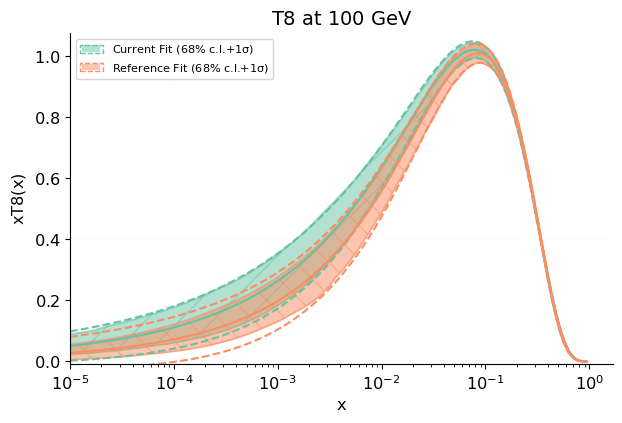 T8 at 100 GeV
Current Fit (68% c.l.+1σ)
Reference Fit (68% c.l.+1σ)
xT8(x)
1.0
0.8
0.6
0.4
0.2
0.0
10⁻⁵ 10⁻⁴ 10⁻³ 10⁻² 10⁻¹ 10⁰
x